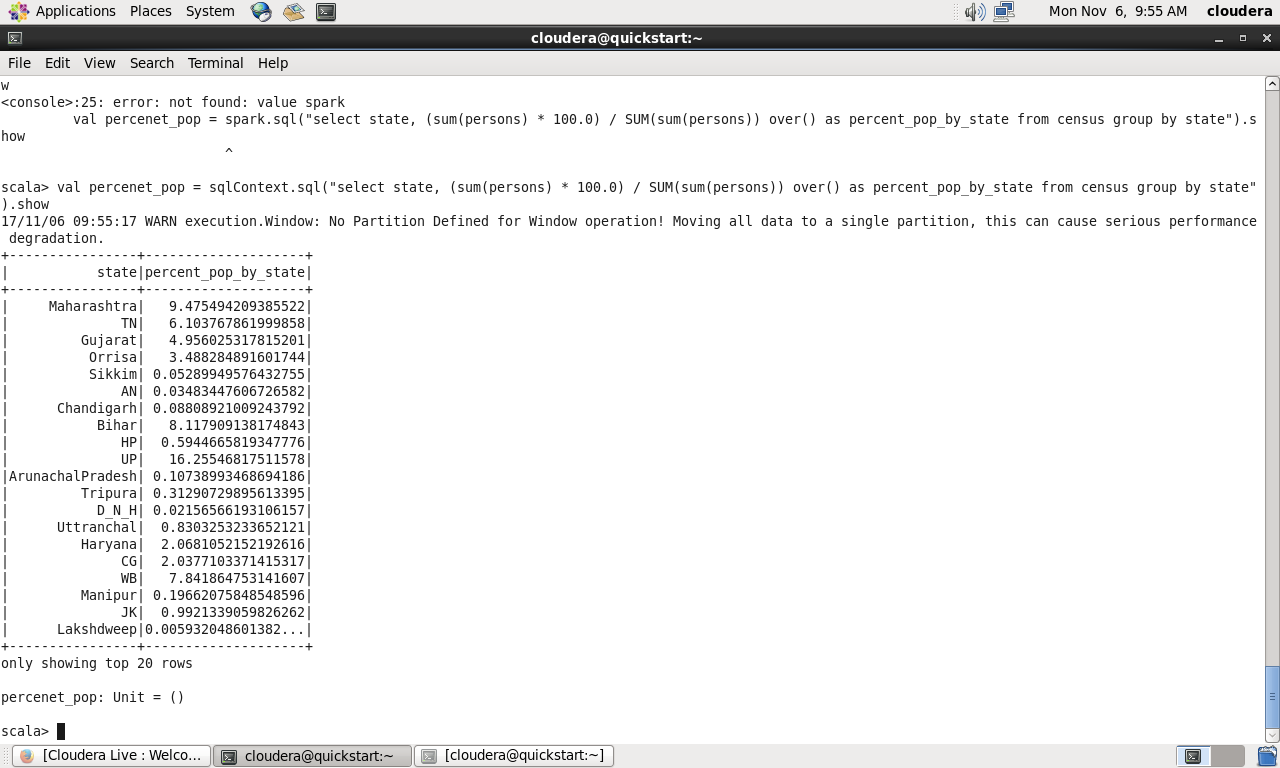 Applications Places System Mon Nov 6, 9:55 AM cloudera
cloudera@quickstart:~
File Edit View Search Terminal Help
w
<console>:25: error: not found: value spark
         val percenet_pop = spark.sql("select state, (sum(persons) * 100.0) / SUM(sum(persons)) over() as percent_pop_by_state from census group by state").s
how
                            ^
scala> val percenet_pop = sqlContext.sql("select state, (sum(persons) * 100.0) / SUM(sum(persons)) over() as percent_pop_by_state from census group by state"
).show
17/11/06 09:55:17 WARN execution.Window: No Partition Defined for Window operation! Moving all data to a single partition, this can cause serious performance
 degradation.
+----------------+--------------------+
|           state|percent_pop_by_state|
+----------------+--------------------+
|     Maharashtra|   9.475494209385522|
|              TN|   6.103767861999858|
|         Gujarat|   4.956025317815201|
|          Orrisa|   3.488284891601744|
|          Sikkim| 0.05289949576432755|
|              AN| 0.03483447606726582|
|      Chandigarh| 0.08808921009243792|
|           Bihar|   8.117909138174843|
|              HP|  0.5944665819347776|
|              UP|   16.25546817511578|
|ArunachalPradesh| 0.10738993468694186|
|         Tripura| 0.31290729895613395|
|           D_N_H| 0.02156566193106157|
|      Uttranchal|  0.8303253233652121|
|         Haryana|  2.0681052152192616|
|              CG|  2.0377103371415317|
|              WB|   7.841864753141607|
|         Manipur| 0.19662075848548596|
|              JK|  0.9921339059826262|
|      Lakshdweep|0.005932048601382...|
+----------------+--------------------+
only showing top 20 rows
percenet_pop: Unit = ()
scala>
[Cloudera Live : Welco... cloudera@quickstart:~ [cloudera@quickstart:~]